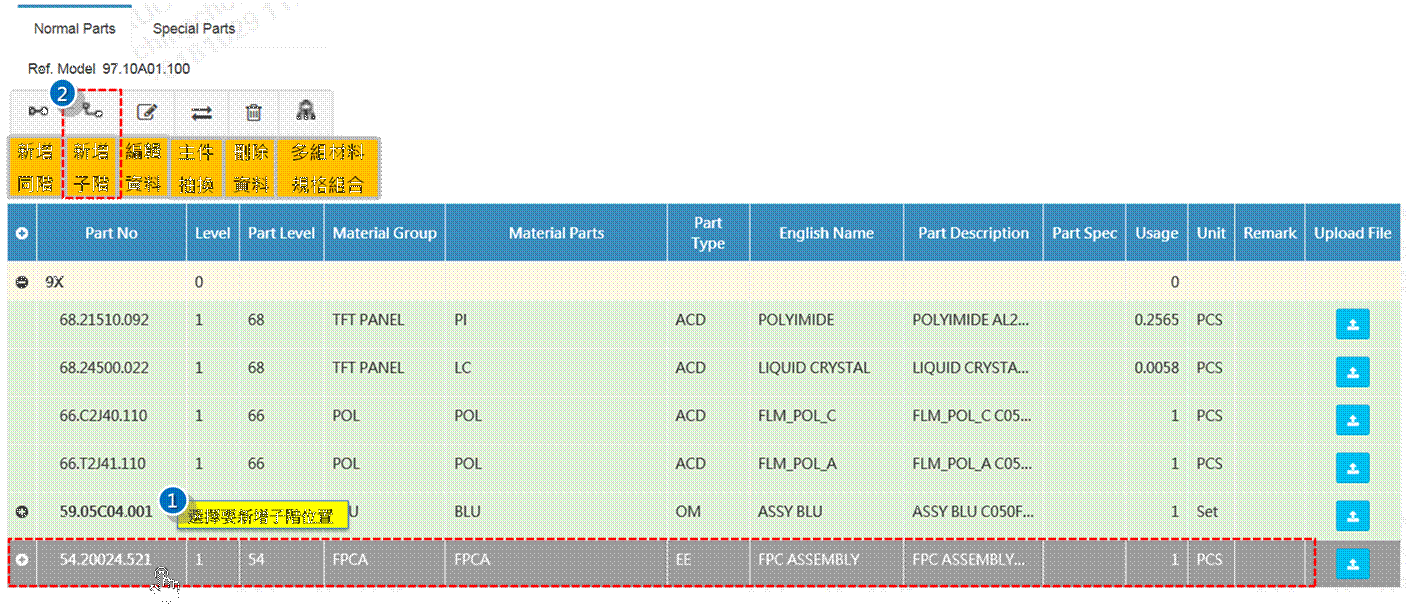 Normal Parts Special Parts
Ref. Model 97.10A01.100
2
新增 新增 編輯 主件 刪除 多組材料
同階 子階 資料 抽換 資料 規格組合
Part No Level Part Level Material Group Material Parts Part Type English Name Part Description Part Spec Usage Unit Remark Upload File
9X 0 0
68.21510.092 1 68 TFT PANEL PI ACD POLYIMIDE POLYIMIDE AL2... 0.2565 PCS
68.24500.022 1 68 TFT PANEL LC ACD LIQUID CRYSTAL LIQUID CRYSTA... 0.0058 PCS
66.C2J40.110 1 66 POL POL ACD FLM_POL_C FLM_POL_C C05... 1 PCS
66.T2J41.110 1 66 POL POL ACD FLM_POL_A FLM_POL_A C05... 1 PCS
59.05C04.001 1 選擇要新增子階位置 BLU OM ASSY BLU ASSY BLU C050F... 1 Set
54.20024.521 1 54 FPCA FPCA EE FPC ASSEMBLY FPC ASSEMBLY... 1 PCS